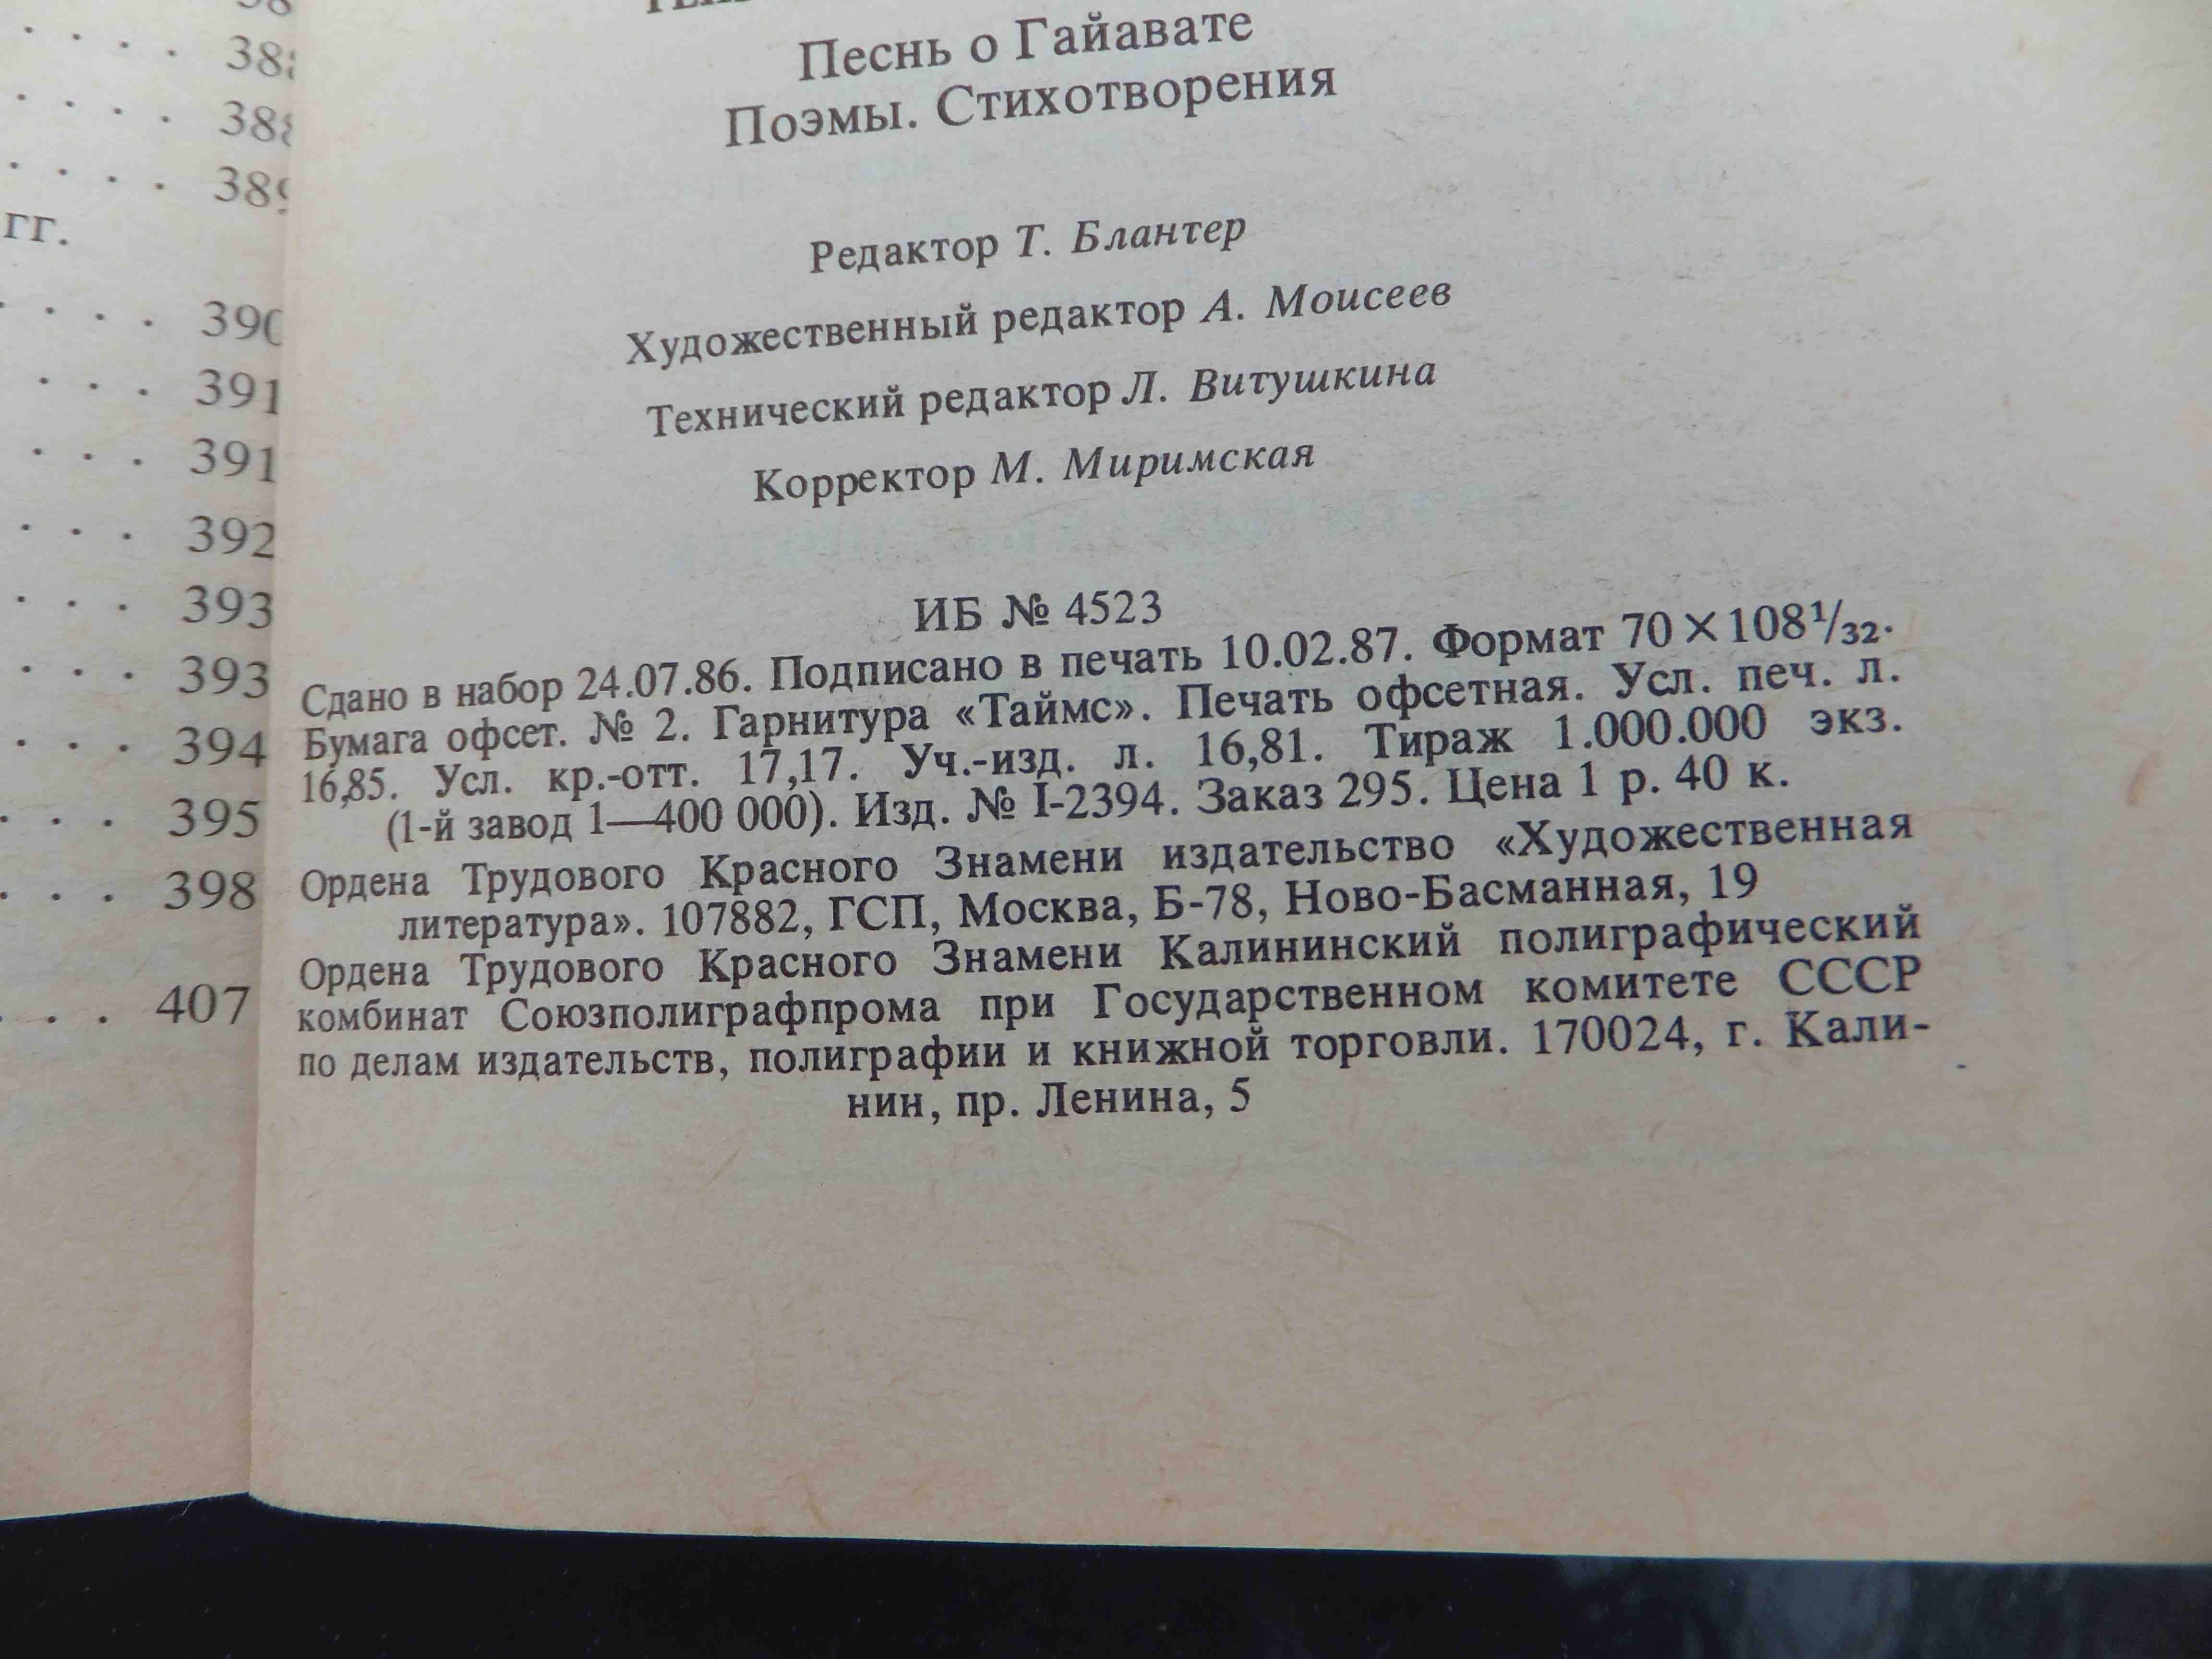 388
389
гг.
390
391
391
392
393
393
394
395
398
407
Песнь о Гайавате
Поэмы. Стихотворения
Редактор Т. Блантер
Художественный редактор А. Моисеев
Технический редактор Л. Витушкина
Корректор М. Миримская
ИБ № 4523
Сдано в набор 24.07.86. Подписано в печать 10.02.87. Формат 70×108 1/32.
Бумага офсет. № 2. Гарнитура «Таймс». Печать офсетная. Усл. печ. л.
16,85. Усл. кр.-отт. 17,17. Уч.-изд. л. 16,81. Тираж 1.000.000 экз.
(1-й завод 1—400 000). Изд. № I-2394. Заказ 295. Цена 1 р. 40 к.
Ордена Трудового Красного Знамени издательство «Художественная
литература». 107882, ГСП, Москва, Б-78, Ново-Басманная, 19
Ордена Трудового Красного Знамени Калининский полиграфический
комбинат Союзполиграфпрома при Государственном комитете СССР
по делам издательств, полиграфии и книжной торговли. 170024, г. Кали-
нин, пр. Ленина, 5